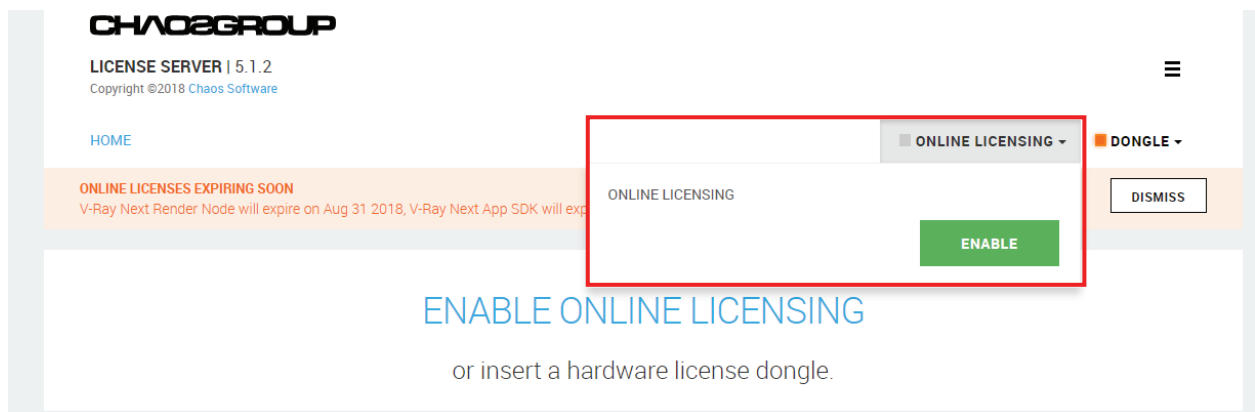 CHAOSGROUP
LICENSE SERVER | 5.1.2
Copyright ©2018 Chaos Software
HOME
ONLINE LICENSING
DONGLE
ONLINE LICENSES EXPIRING SOON
V-Ray Next Render Node will expire on Aug 31 2018, V-Ray Next App SDK will
DISMISS
ONLINE LICENSING
ENABLE
ENABLE ONLINE LICENSING
or insert a hardware license dongle.